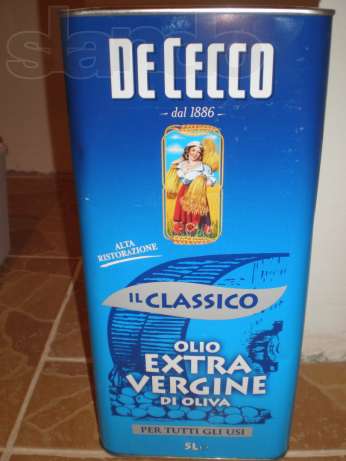 DE CECCO
- dal 1886 -
ALTA
RISTORAZIONE
IL CLASSICO
OLIO
EXTRA
VERGINE
DI OLIVA
PER TUTTI GLI USI
5L